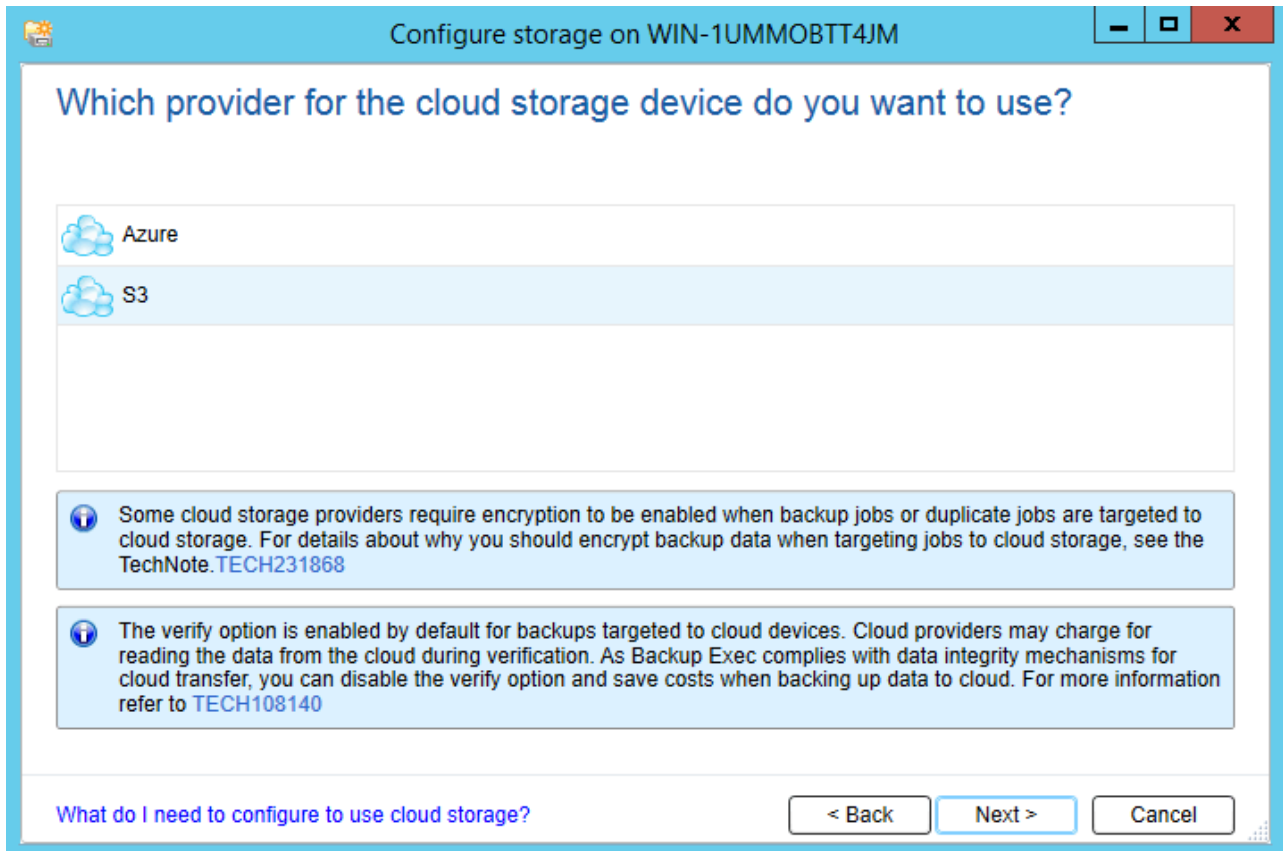 Configure storage on WIN-1UMMOBTT4JM
Which provider for the cloud storage device do you want to use?
Azure
S3
Some cloud storage providers require encryption to be enabled when backup jobs or duplicate jobs are targeted to
cloud storage. For details about why you should encrypt backup data when targeting jobs to cloud storage, see the
TechNote.TECH231868
The verify option is enabled by default for backups targeted to cloud devices. Cloud providers may charge for
reading the data from the cloud during verification. As Backup Exec complies with data integrity mechanisms for
cloud transfer, you can disable the verify option and save costs when backing up data to cloud. For more information
refer to TECH108140
What do I need to configure to use cloud storage?
< Back
Next >
Cancel